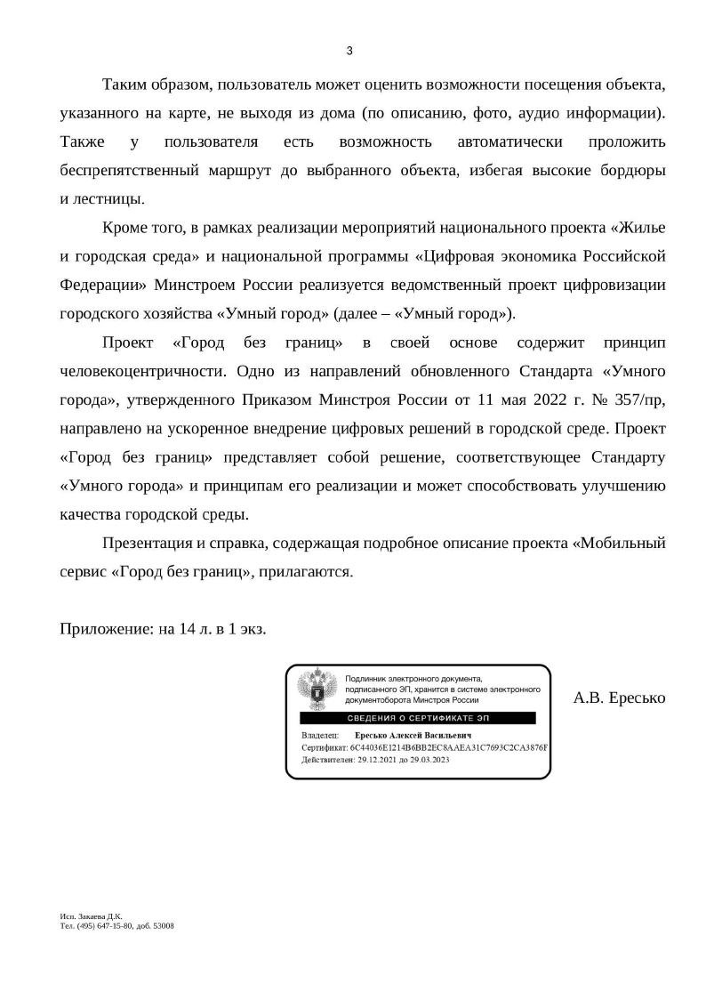 3
Таким образом, пользователь может оценить возможности посещения объекта,
указанного на карте, не выходя из дома (по описанию, фото, аудио информации).
Также у пользователя есть возможность автоматически проложить
беспрепятственный маршрут до выбранного объекта, избегая высокие бордюры
и лестницы.
Кроме того, в рамках реализации мероприятий национального проекта «Жилье
и городская среда» и национальной программы «Цифровая экономика Российской
Федерации» Минстроем России реализуется ведомственный проект цифровизации
городского хозяйства «Умный город» (далее – «Умный город»).
Проект «Город без границ» в своей основе содержит принцип
человекоцентричности. Одно из направлений обновленного Стандарта «Умного
города», утвержденного Приказом Минстроя России от 11 мая 2022 г. № 357/пр,
направлено на ускоренное внедрение цифровых решений в городской среде. Проект
«Город без границ» представляет собой решение, соответствующее Стандарту
«Умного города» и принципам его реализации и может способствовать улучшению
качества городской среды.
Презентация и справка, содержащая подробное описание проекта «Мобильный
сервис «Город без границ», прилагаются.
Приложение: на 14 л. в 1 экз.
Подлинник электронного документа,
подписанного ЭП, хранится в системе электронного
документоборота Минстроя России
СВЕДЕНИЯ О СЕРТИФИКАТЕ ЭП
Владелец: Ересько Алексей Васильевич
Сертификат: 6C44036E1214B6BB2EC8AAEA31C7693C2CA3876F
Действителен: 29.12.2021 до 29.03.2023
А.В. Ересько
Исп. Закаева Д.К.
Тел. (495) 647-15-80, доб. 53008